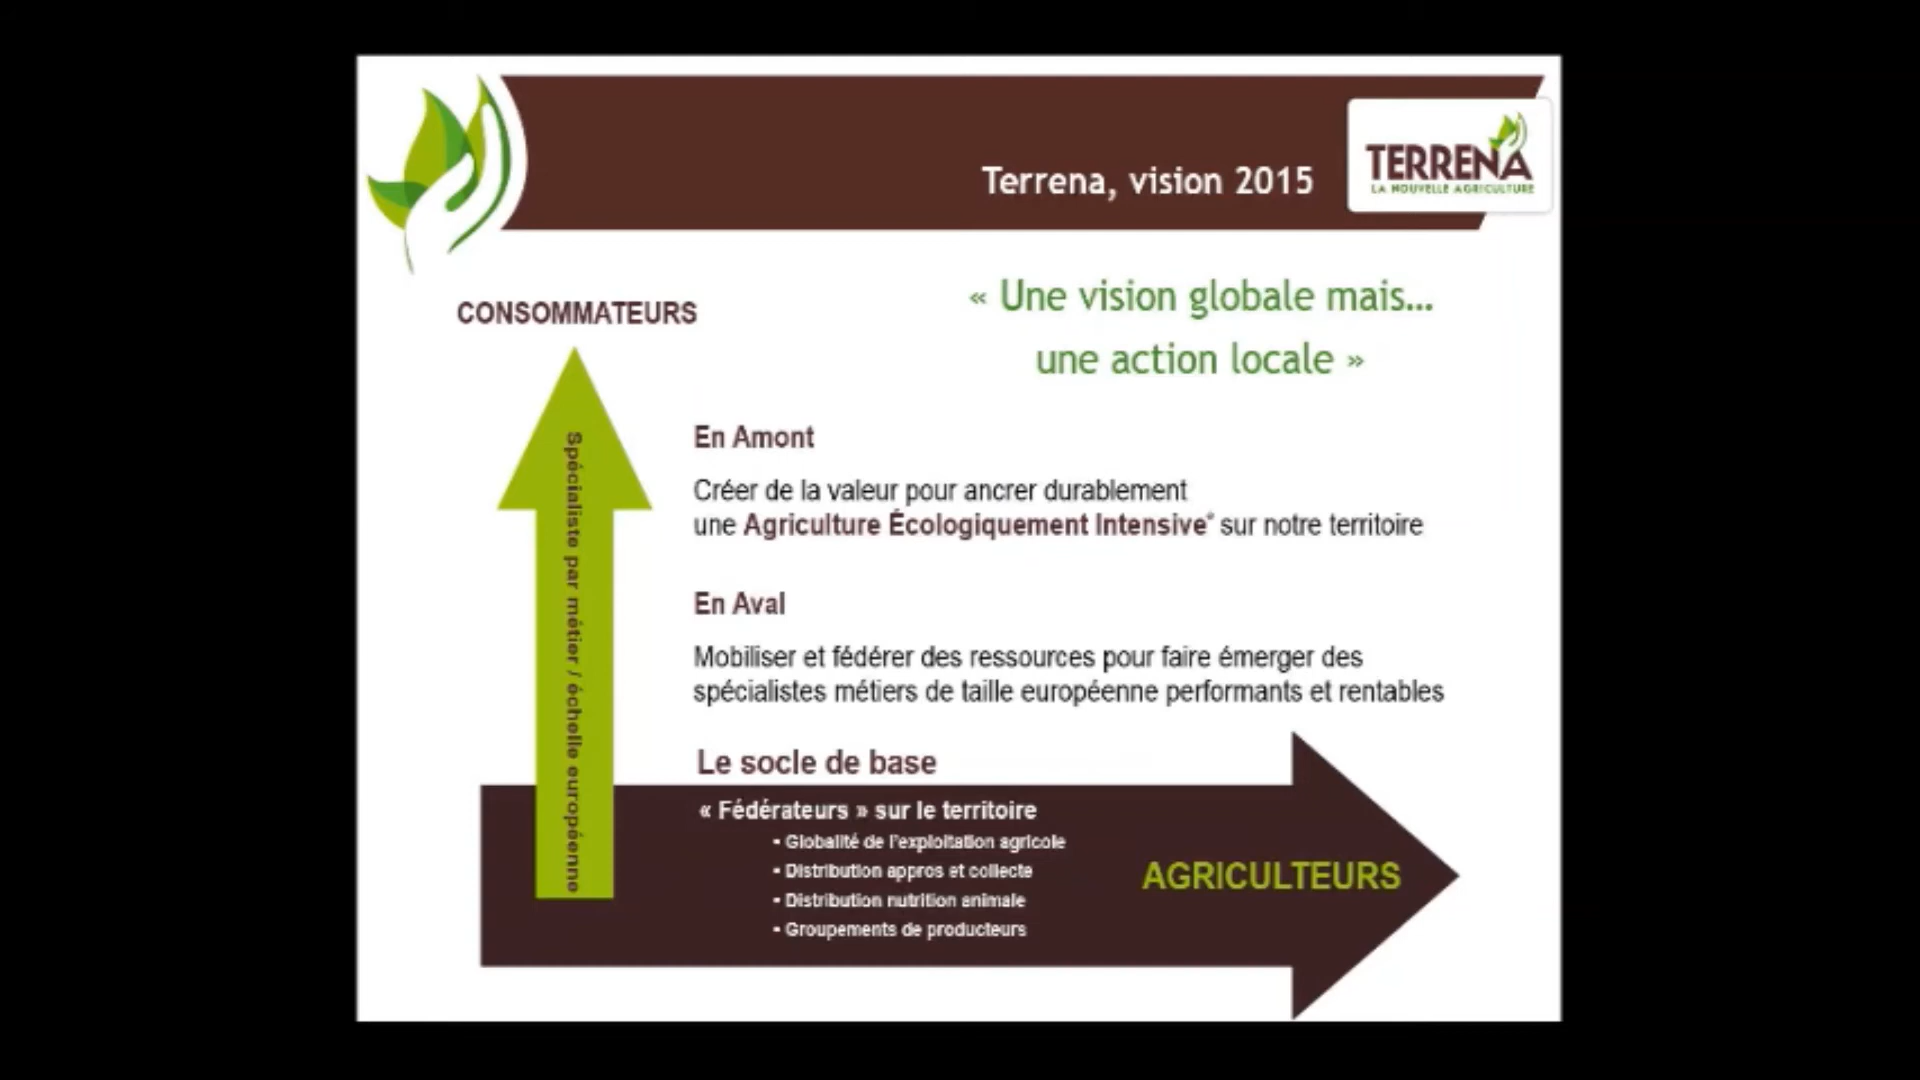 Terrena, vision 2015
TERRENA
LA NOUVELLE AGRICULTURE
CONSOMMATEURS
« Une vision globale mais...
une action locale »
Spécialiste par métier / échelle européenne
En Amont
Créer de la valeur pour ancrer durablement
une Agriculture Écologiquement Intensive* sur notre territoire
En Aval
Mobiliser et fédérer des ressources pour faire émerger des
spécialistes métiers de taille européenne performants et rentables
Le socle de base
« Fédérateurs » sur le territoire
▪ Globalité de l'exploitation agricole
▪ Distribution appros et collecte
▪ Distribution nutrition animale
▪ Groupements de producteurs
AGRICULTEURS